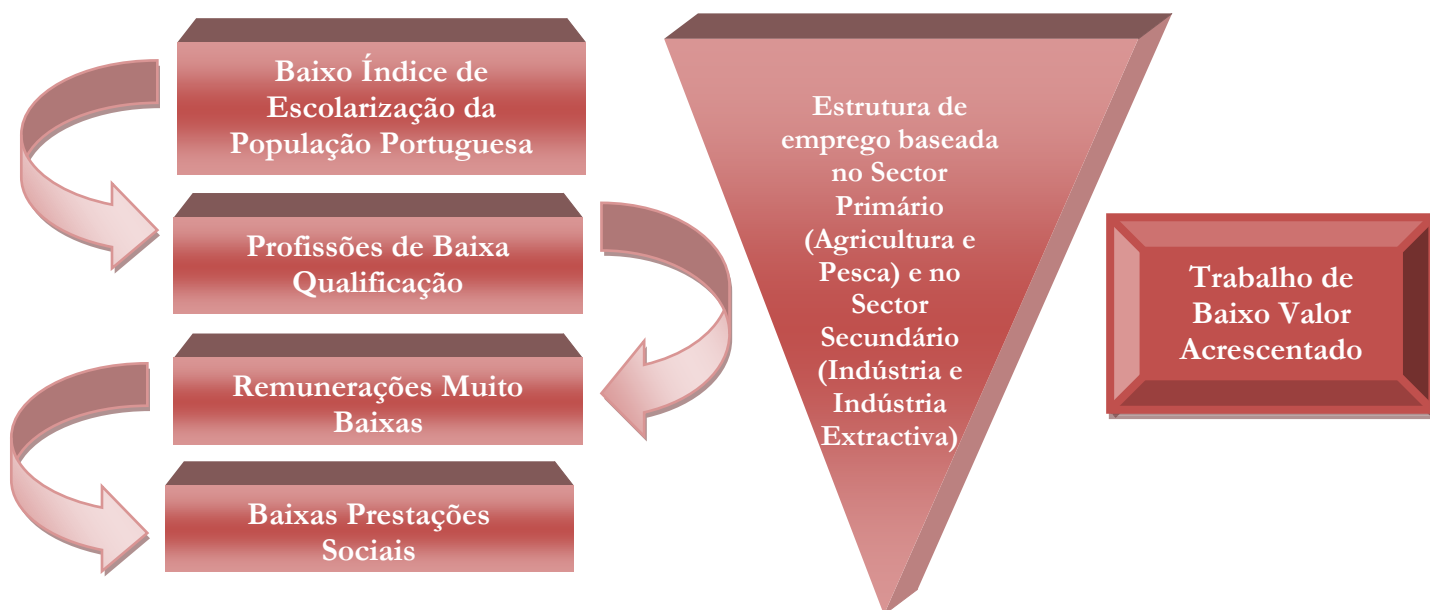 Baixo Índice de
Escolarização da
População Portuguesa
Profissões de Baixa
Qualificação
Remunerações Muito
Baixas
Baixas Prestações
Sociais
Estrutura de
emprego baseada
no Sector
Primário
(Agricultura e
Pesca) e no
Sector
Secundário
(Indústria e
Indústria
Extractiva)
Trabalho de
Baixo Valor
Acrescentado